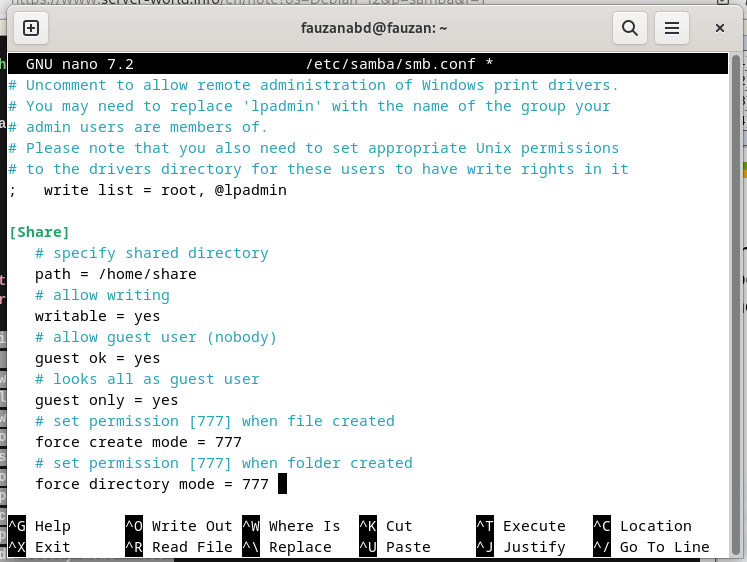 https://www.server-world.info/en/note?os=Debian_12&p=samba&f=1
fauzanabd@fauzan: ~
GNU nano 7.2 /etc/samba/smb.conf *
# Uncomment to allow remote administration of Windows print drivers.
# You may need to replace 'lpadmin' with the name of the group your
# admin users are members of.
# Please note that you also need to set appropriate Unix permissions
# to the drivers directory for these users to have write rights in it
;   write list = root, @lpadmin
[Share]
# specify shared directory
path = /home/share
# allow writing
writable = yes
# allow guest user (nobody)
guest ok = yes
# looks all as guest user
guest only = yes
# set permission [777] when file created
force create mode = 777
# set permission [777] when folder created
force directory mode = 777
^G Help ^O Write Out ^W Where Is ^K Cut ^T Execute ^C Location
^X Exit ^R Read File ^\ Replace ^U Paste ^J Justify ^/ Go To Line